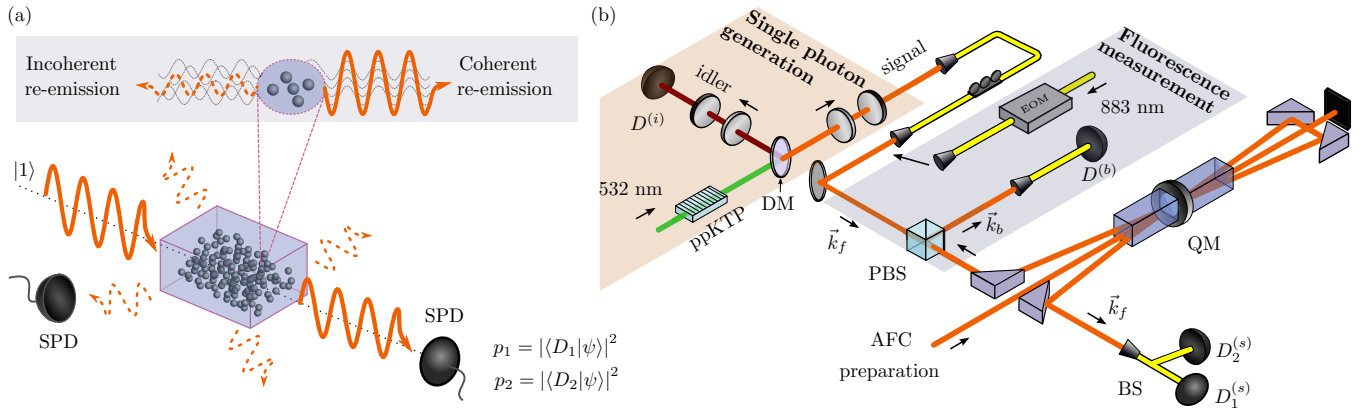 (a)
Incoherent
re-emission
Coherent
re-emission
|1⟩
SPD
SPD
p₁ = |⟨D₁|ψ⟩|²
p₂ = |⟨D₂|ψ⟩|²
(b)
Single photon
generation
signal
idler
D⁽ⁱ⁾
532 nm
ppKTP
DM
Fluorescence
measurement
EOM
883 nm
D⁽ᵇ⁾
k⃗_f
k⃗_b
PBS
QM
AFC
preparation
k⃗_f
BS
D₂⁽ˢ⁾
D₁⁽ˢ⁾